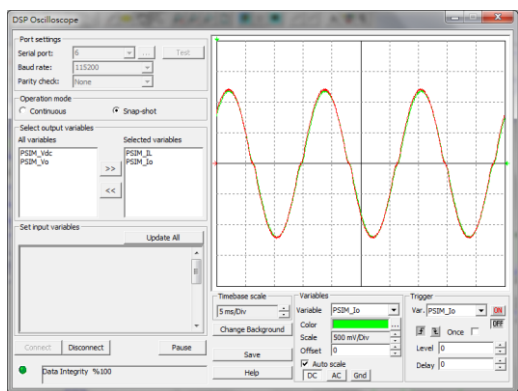 DSP Oscilloscope
Port settings
Serial port: 6 ... Test
Baud rate: 115200
Parity check: None
Operation mode
Continuous Snap-shot
Select output variables
All variables Selected variables
PSIM_Vdc PSIM_IL
PSIM_Vo PSIM_Io
>>
<<
Set input variables
Update All
Connect Disconnect Pause
Data Integrity %100
Timebase scale
5 ms/Div
Change Background
Save
Help
Variables
Variable PSIM_Io
Color ...
Scale 500 mV/Div
Offset 0
Auto scale
DC AC Gnd
Trigger
Var. PSIM_Io ON
OFF
Once
Level 0
Delay 0